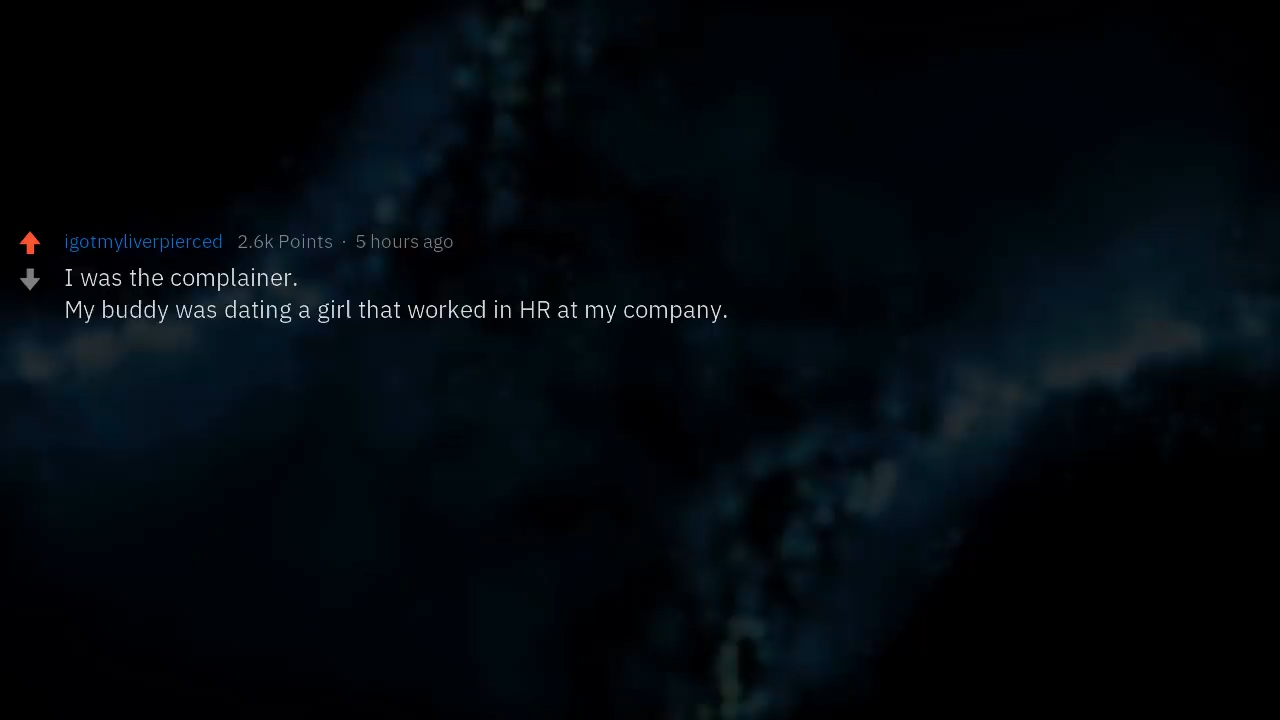 igotmyliverpierced 2.6k Points · 5 hours ago
I was the complainer.
My buddy was dating a girl that worked in HR at my company.